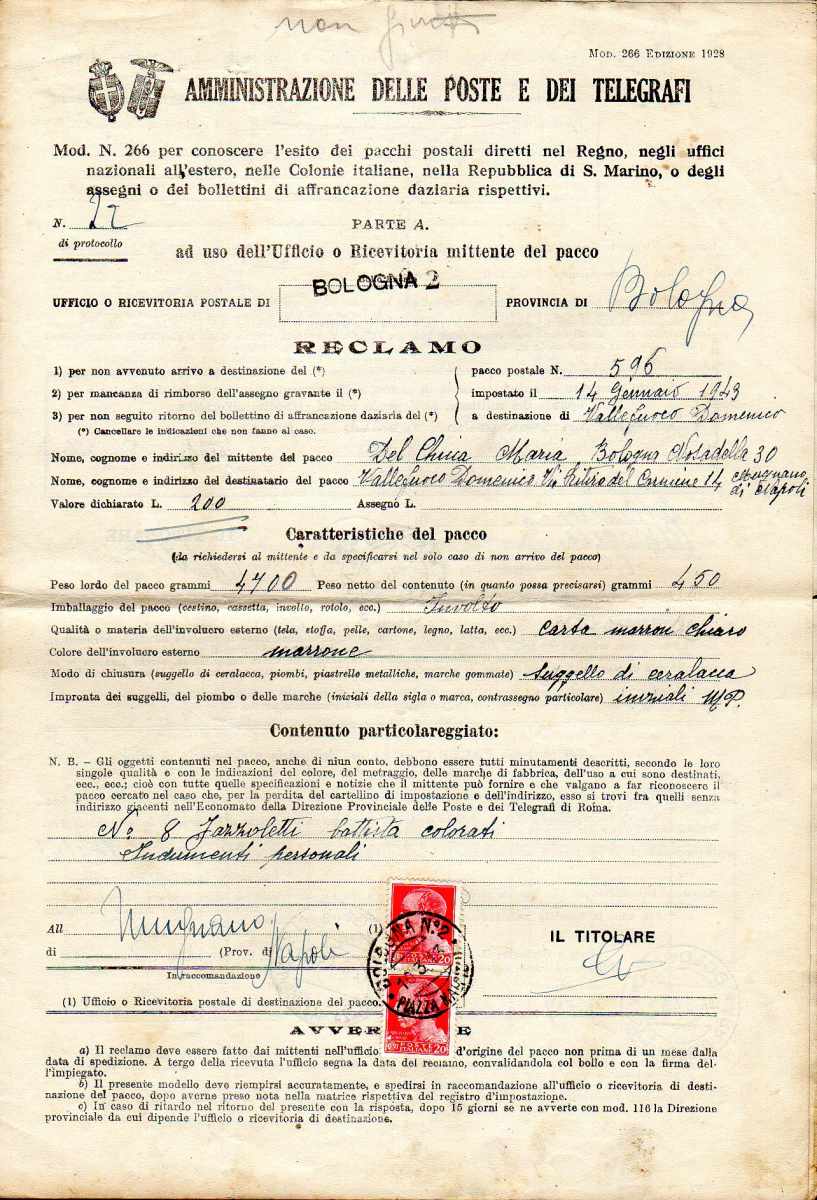 non
MOD. 266 EDIZIONE 1928
AMMINISTRAZIONE DELLE POSTE E DEI TELEGRAFI
Mod. N. 266 per conoscere l'esito dei pacchi postali diretti nel Regno, negli uffici
nazionali all'estero, nelle Colonie italiane, nella Repubblica di S. Marino, o degli
assegni o dei bollettini di affrancazione daziaria rispettivi.
N. 22
di protocollo
PARTE A.
ad uso dell'Ufficio o Ricevitoria mittente del pacco
UFFICIO O RICEVITORIA POSTALE DI BOLOGNA 2 PROVINCIA DI Bologna
RECLAMO
1) per non avvenuto arrivo a destinazione del (*) pacco postale N. 596
2) per mancanza di rimborso dell'assegno gravante il (*) impostato il 14 Gennaio 1943
3) per non seguito ritorno del bollettino di affrancazione daziaria del (*) a destinazione di Vallefuoco Domenico
(*) Cancellare le indicazioni che non fanno al caso.
Nome, cognome e indirizzo del mittente del pacco Del China Maria Bologna Nosadella 30
Nome, cognome e indirizzo del destinatario del pacco Vallefuoco Domenico Via Ritiro del Carmine 14 Mugnano di Napoli
Valore dichiarato L. 200 Assegno L.
Caratteristiche del pacco
(da richiedersi al mittente e da specificarsi nel solo caso di non arrivo del pacco)
Peso lordo del pacco grammi 4700 Peso netto del contenuto (in quanto possa precisarsi) grammi 450
Imballaggio del pacco (cestino, cassetta, involto, rotolo, ecc.) Involto
Qualità o materia dell'involucro esterno (tela, stoffa, pelle, cartone, legno, latta, ecc.) carta marron chiaro
Colore dell'involucro esterno marrone
Modo di chiusura (suggello di ceralacca, piombi, piastrelle metalliche, marche gommate) suggello di ceralacca
Impronta dei suggelli, del piombo o delle marche (iniziali della sigla o marca, contrassegno particolare) iniziali M.P.
Contenuto particolareggiato:
N. B. - Gli oggetti contenuti nel pacco, anche di niun conto, debbono essere tutti minutamente descritti, secondo le loro
singole qualità e con le indicazioni del colore, del metraggio, delle marche di fabbrica, dell'uso a cui sono destinati,
ecc., ecc.; cioè con tutte quelle specificazioni e notizie che il mittente può fornire e che valgano a far riconoscere il
pacco cercato nel caso che, per la perdita del cartellino di impostazione e dell'indirizzo, esso si trovi fra quelli senza
indirizzo giacenti nell'Economato della Direzione Provinciale delle Poste e dei Telegrafi di Roma.
No 8 Fazzoletti battista colorati
Indumenti personali
All Mugnano (1)
di (Prov. di Napoli
In raccomandazione
IL TITOLARE
BOLOGNA N.2
PIAZZA
POSTE ITALIANE 20
POSTE ITALIANE 20
(1) Ufficio o Ricevitoria postale di destinazione del pacco.
AVVER E
a) Il reclamo deve essere fatto dai mittenti nell'ufficio d'origine del pacco non prima di un mese dalla
data di spedizione. A tergo della ricevuta l'ufficio segna la data del reclamo, convalidandola col bollo e con la firma del-
l'impiegato.
b) Il presente modello deve riempirsi accuratamente, e spedirsi in raccomandazione all'ufficio o ricevitoria di desti-
nazione del pacco, dopo averne preso nota nella matrice rispettiva del registro d'impostazione.
c) In caso di ritardo nel ritorno del presente con la risposta, dopo 15 giorni se ne avverte con mod. 116 la Direzione
provinciale da cui dipende l'ufficio o ricevitoria di destinazione.